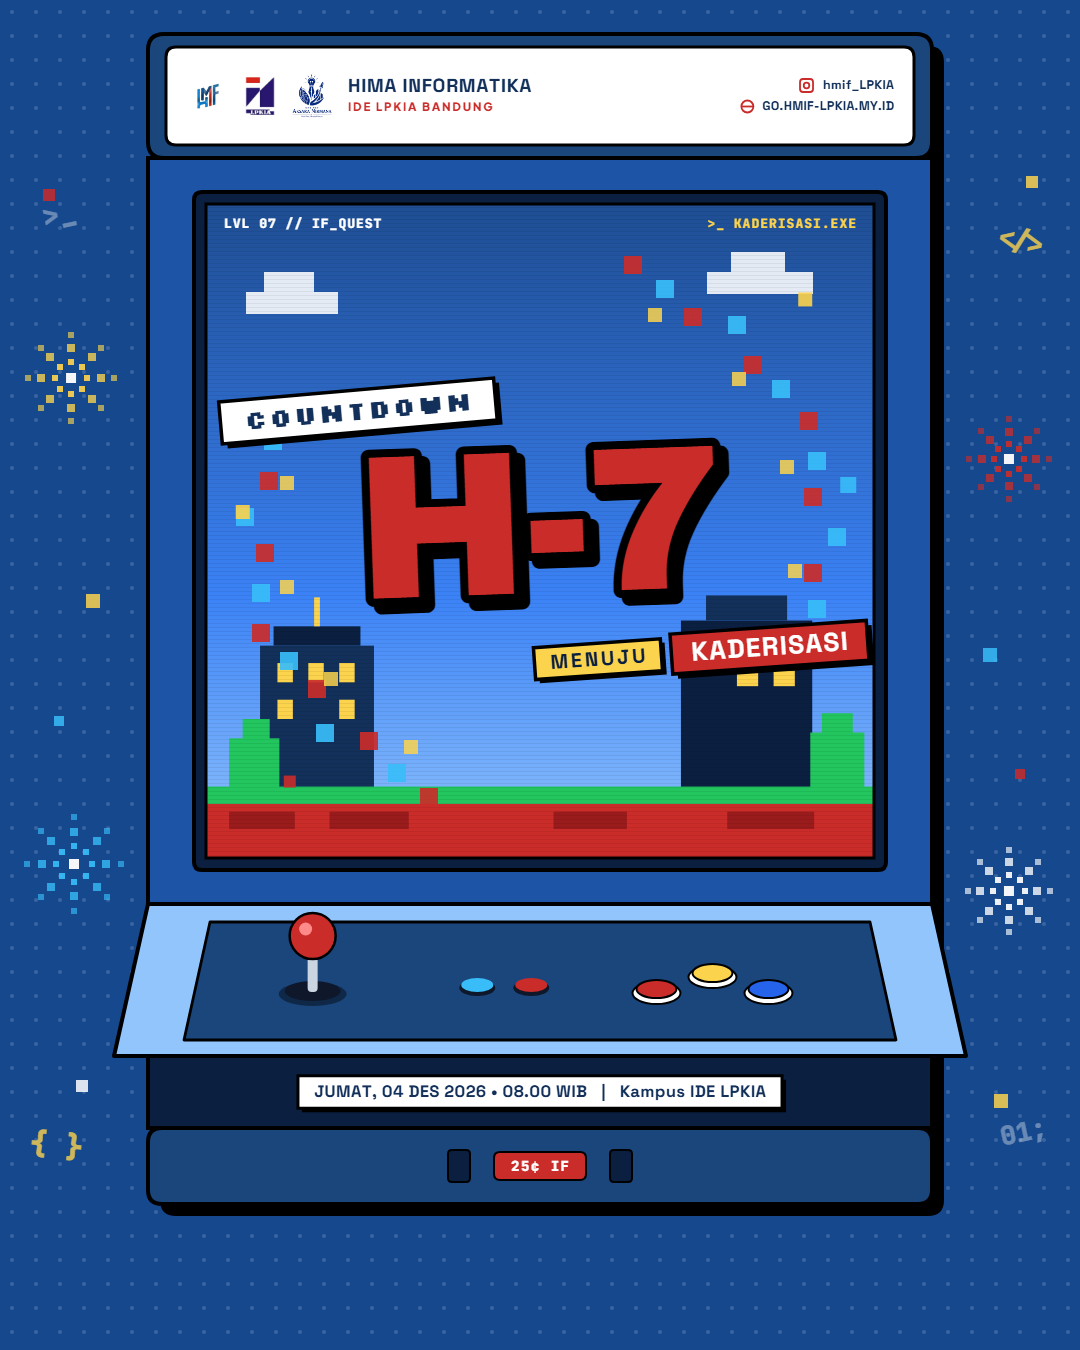 HIMA INFORMATIKA
IDE LPKIA BANDUNG
LPKIA
hmif_LPKIA
GO.HMIF-LPKIA.MY.ID
LVL 07 // IF_QUEST
>_ KADERISASI.EXE
COUNTDOWN
H-7
MENUJU
KADERISASI
JUMAT, 04 DES 2026 • 08.00 WIB | Kampus IDE LPKIA
25¢ IF
>_
</>
{ }
01;